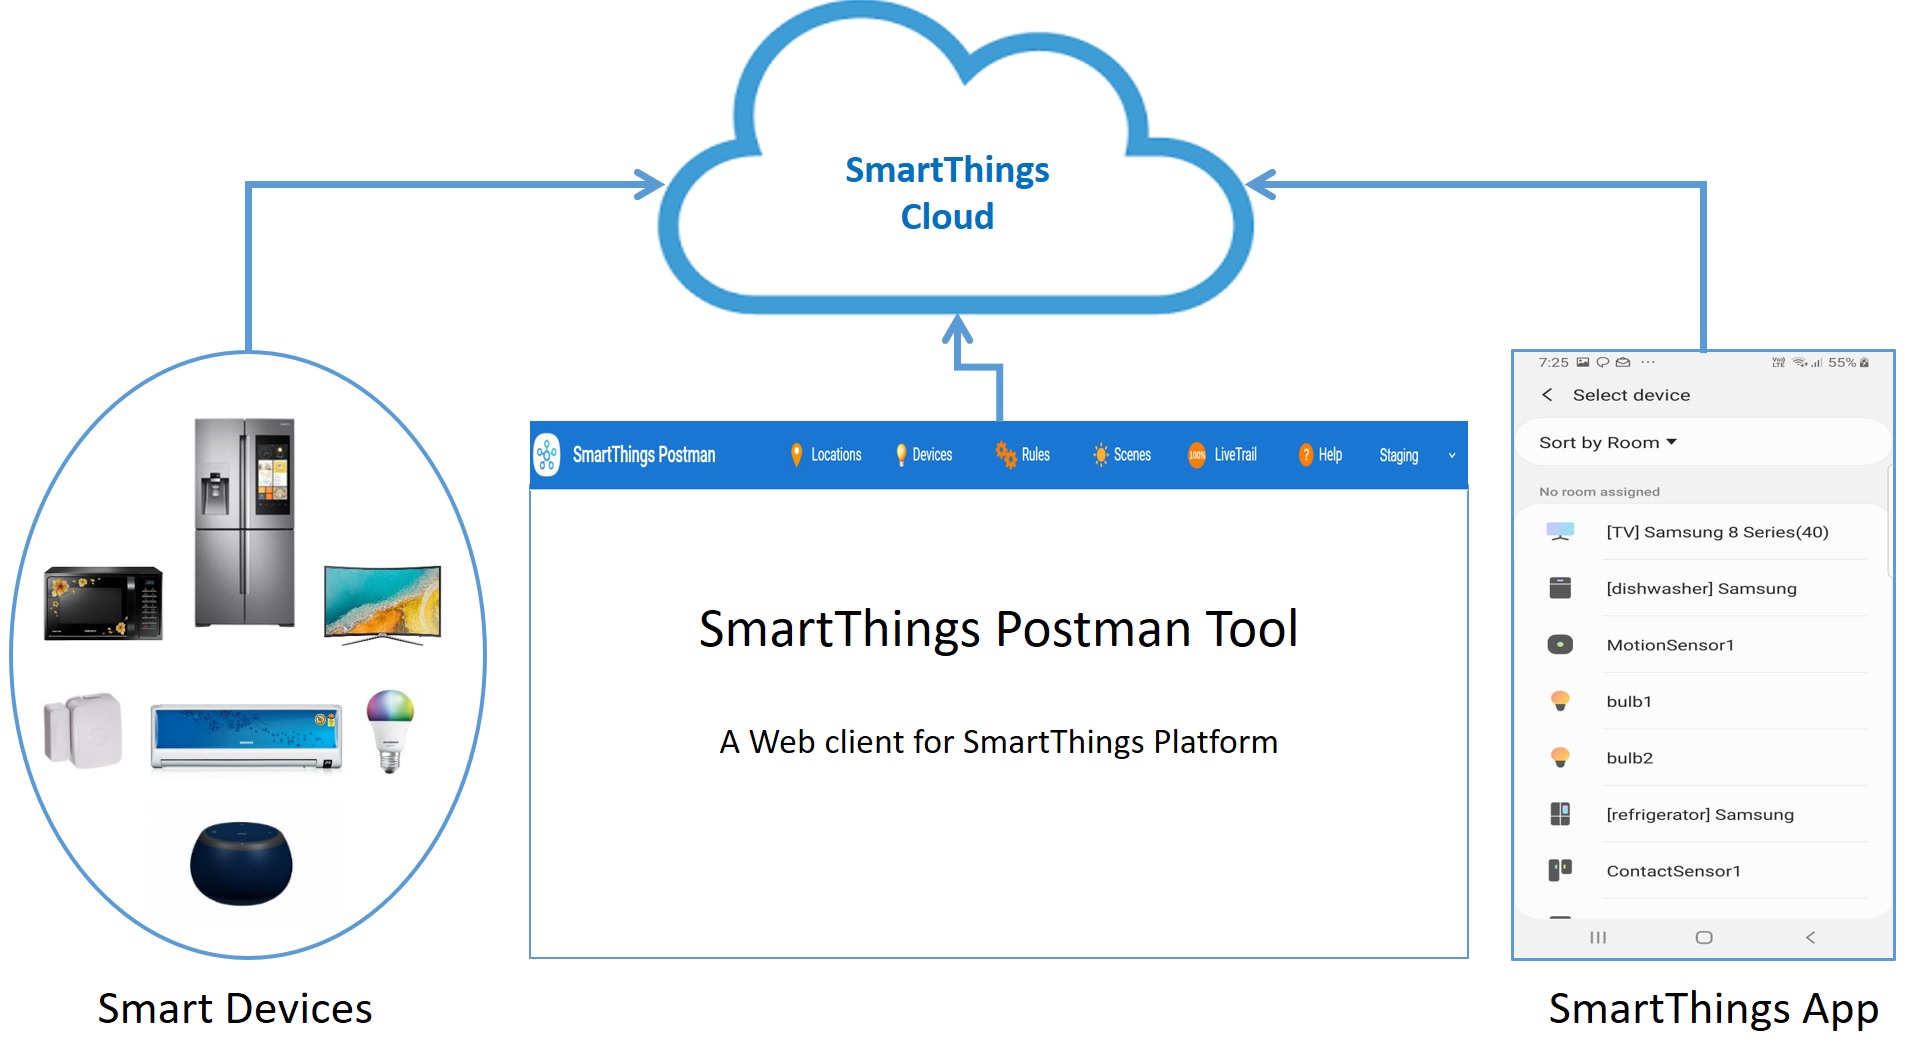 SmartThings
Cloud
SmartThings Postman
Locations
Devices
Rules
Scenes
100%
LiveTrail
?
Help
Staging
SmartThings Postman Tool
A Web client for SmartThings Platform
Smart Devices
7:25
55%
Select device
Sort by Room
No room assigned
[TV] Samsung 8 Series(40)
[dishwasher] Samsung
MotionSensor1
bulb1
bulb2
[refrigerator] Samsung
ContactSensor1
SmartThings App